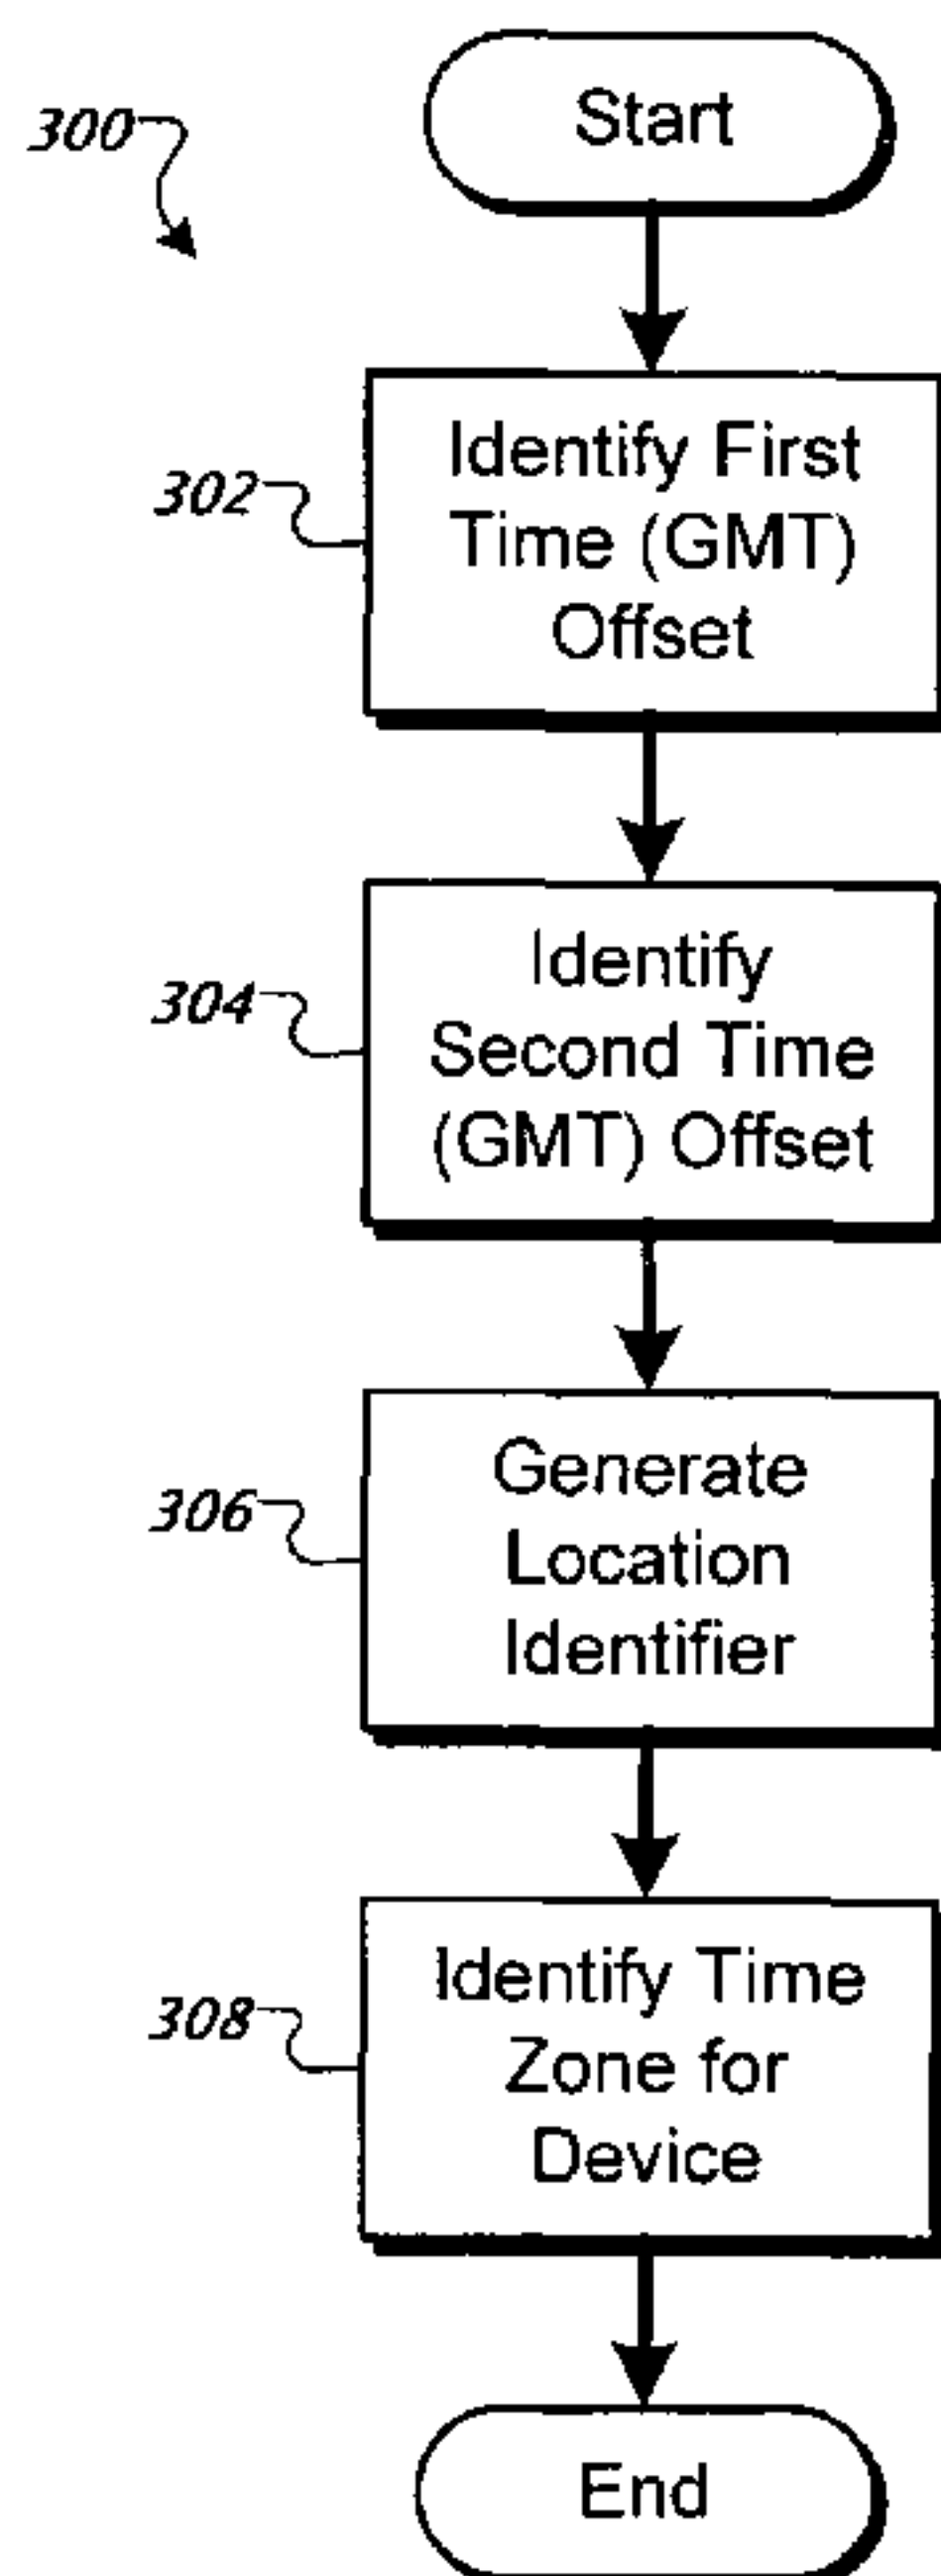 300
Start
302
Identify First
Time (GMT)
Offset
304
Identify
Second Time
(GMT) Offset
306
Generate
Location
Identifier
308
Identify Time
Zone for
Device
End